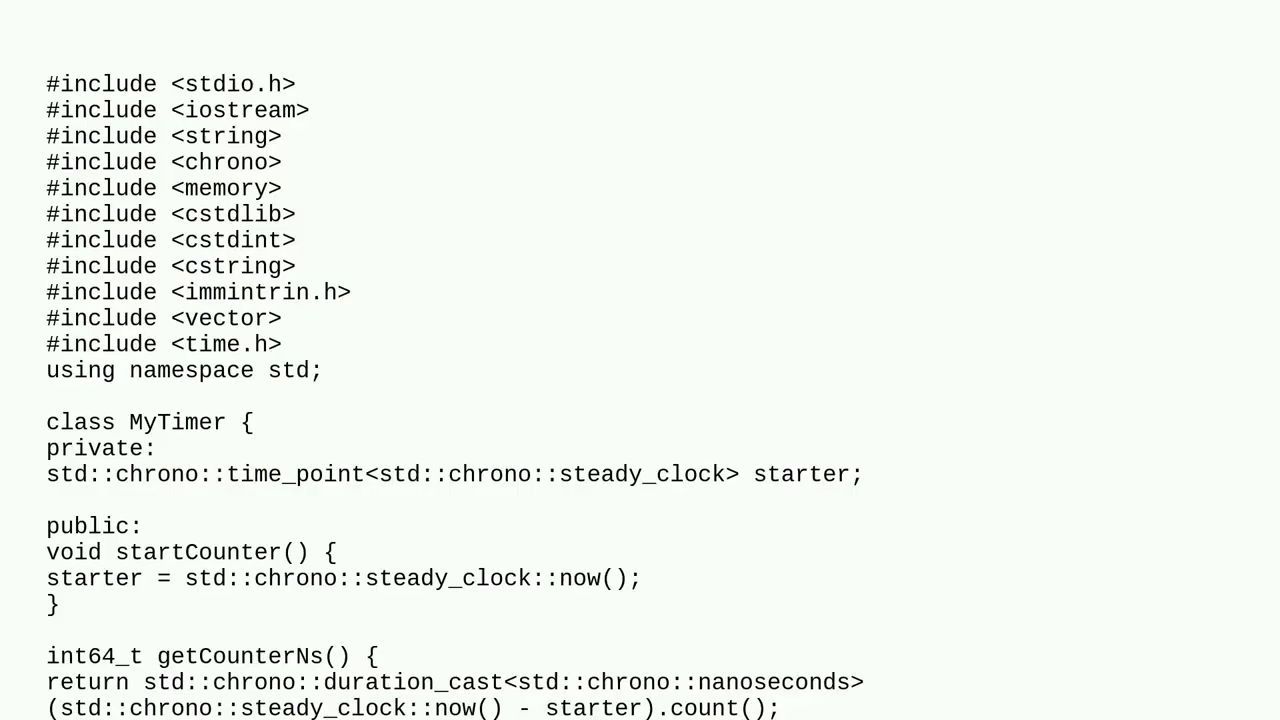 #include <stdio.h>
#include <iostream>
#include <string>
#include <chrono>
#include <memory>
#include <cstdlib>
#include <cstdint>
#include <cstring>
#include <immintrin.h>
#include <vector>
#include <time.h>
using namespace std;
class MyTimer {
private:
std::chrono::time_point<std::chrono::steady_clock> starter;
public:
void startCounter() {
starter = std::chrono::steady_clock::now();
}
int64_t getCounterNs() {
return std::chrono::duration_cast<std::chrono::nanoseconds>
(std::chrono::steady_clock::now() - starter).count();